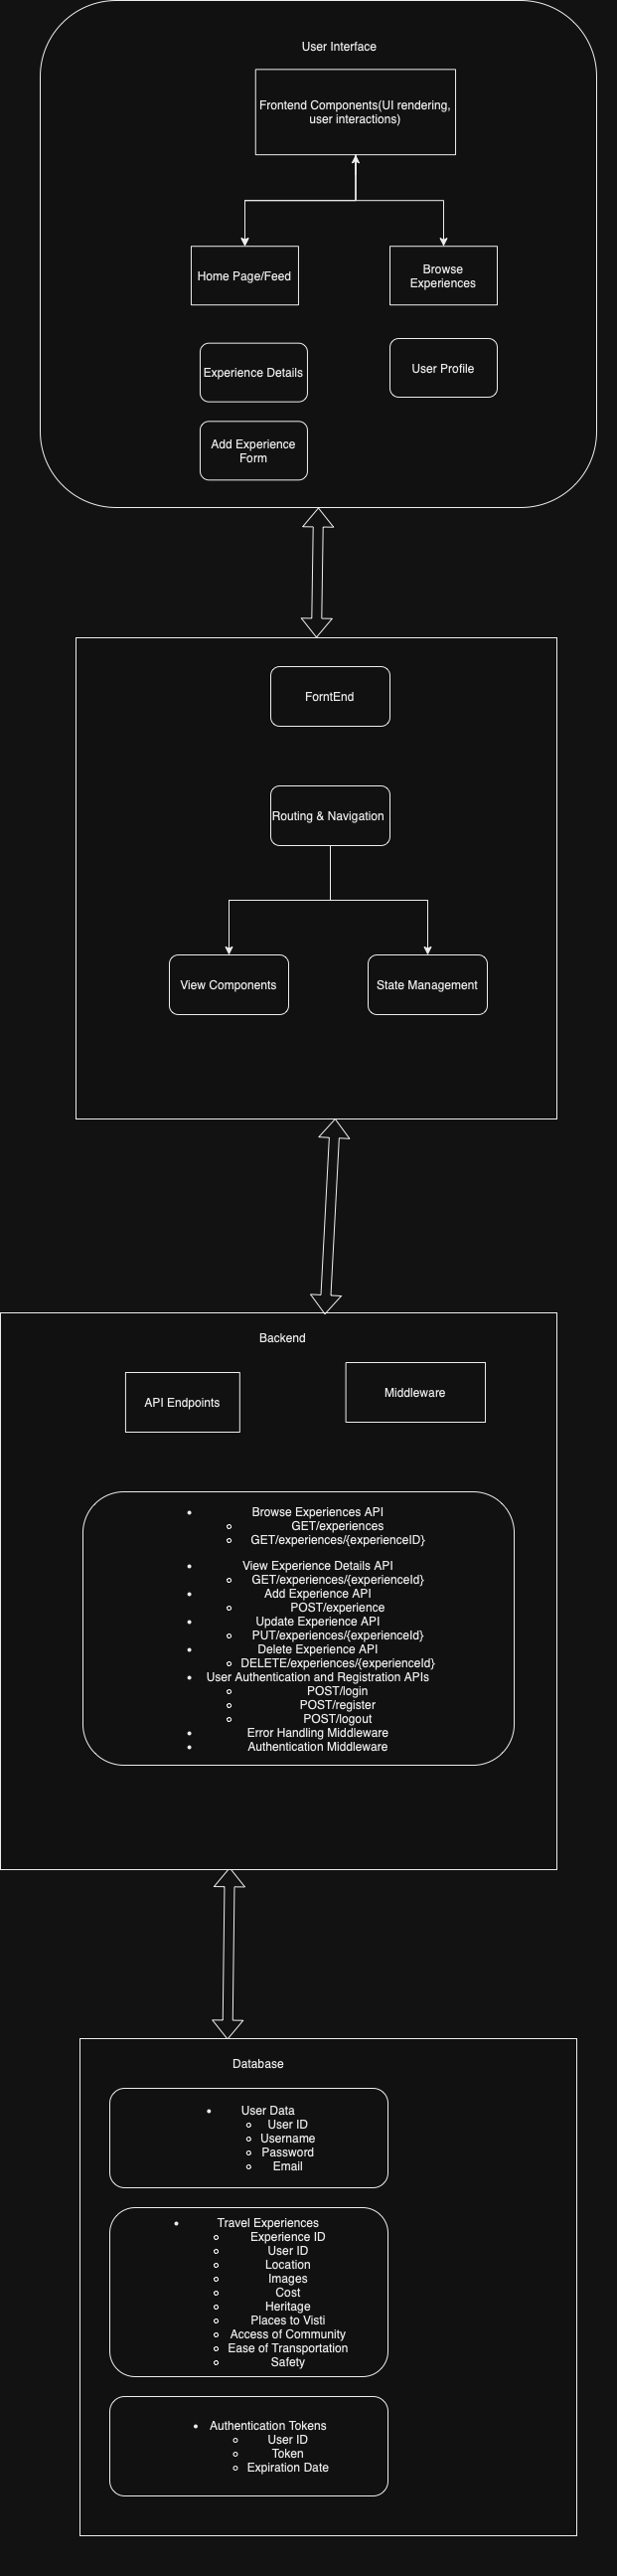 User Interface
Frontend Components(UI rendering,
user interactions)
Home Page/Feed
Browse
Experiences
Experience Details
User Profile
Add Experience
Form
ForntEnd
Routing & Navigation
View Components
State Management
Backend
API Endpoints
Middleware
• Browse Experiences API
○ GET/experiences
○ GET/experiences/{experienceID}
• View Experience Details API
○ GET/experiences/{experienceId}
• Add Experience API
○ POST/experience
• Update Experience API
○ PUT/experiences/{experienceId}
• Delete Experience API
○ DELETE/experiences/{experienceId}
• User Authentication and Registration APIs
○ POST/login
○ POST/register
○ POST/logout
• Error Handling Middleware
• Authentication Middleware
Database
• User Data
○ User ID
○ Username
○ Password
○ Email
• Travel Experiences
○ Experience ID
○ User ID
○ Location
○ Images
○ Cost
○ Heritage
○ Places to Visti
○ Access of Community
○ Ease of Transportation
○ Safety
• Authentication Tokens
○ User ID
○ Token
○ Expiration Date